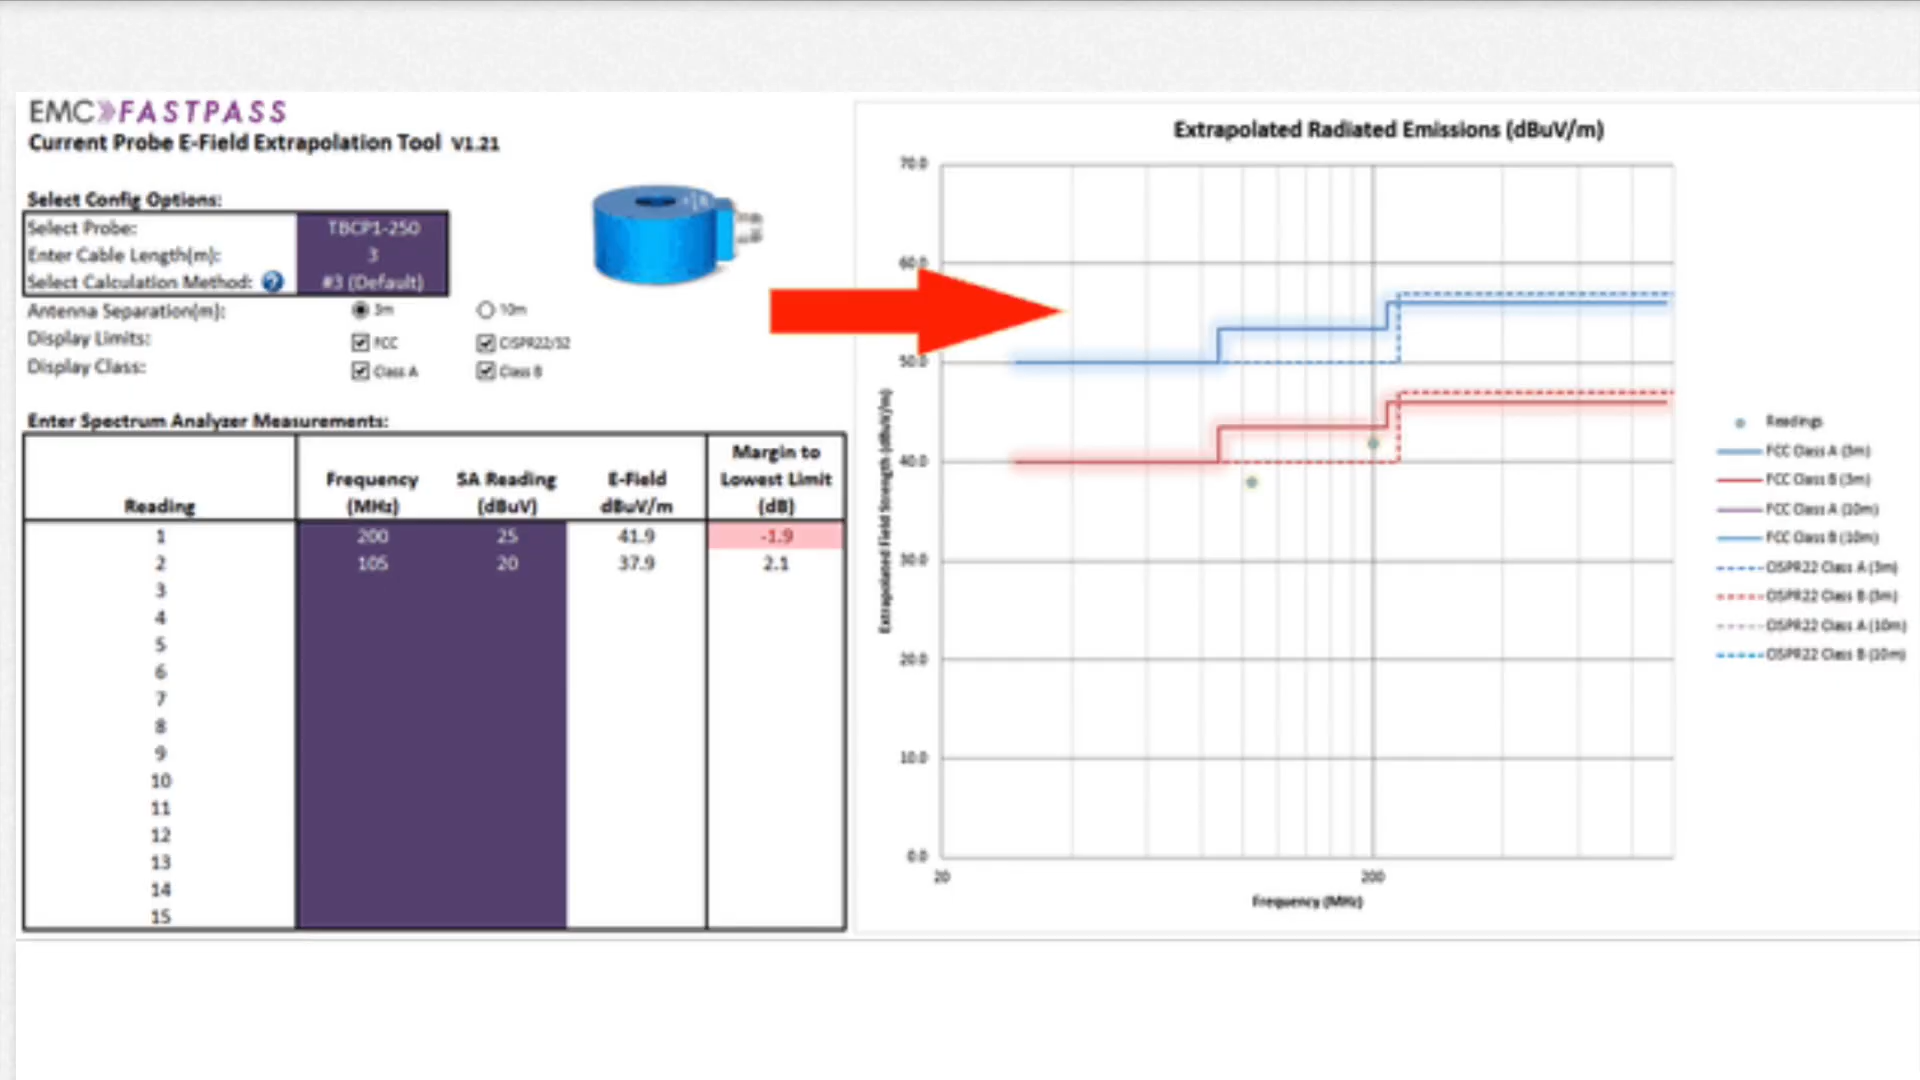 EMC»FASTPASS
Current Probe E-Field Extrapolation Tool V1.21
Select Config Options:
Select Probe: TBCP1-250
Enter Cable Length(m): 3
Select Calculation Method: ? #3 (Default)
Antenna Separation(m): 3m 10m
Display Limits: FCC CISPR22/32
Display Class: Class A Class B
Enter Spectrum Analyzer Measurements:
Reading Frequency (MHz) SA Reading (dBuV) E-Field dBuV/m Margin to Lowest Limit (dB)
1 200 25 41.9 -1.9
2 105 20 37.9 2.1
3
4
5
6
7
8
9
10
11
12
13
14
15
Extrapolated Radiated Emissions (dBuV/m)
Extrapolated Field Strength (dBuV/m)
70.0
60.0
50.0
40.0
30.0
20.0
10.0
0.0
20 200
Frequency (MHz)
Readings
FCC Class A (3m)
FCC Class B (3m)
FCC Class A (10m)
FCC Class B (10m)
CISPR22 Class A (3m)
CISPR22 Class B (3m)
CISPR22 Class A (10m)
CISPR22 Class B (10m)